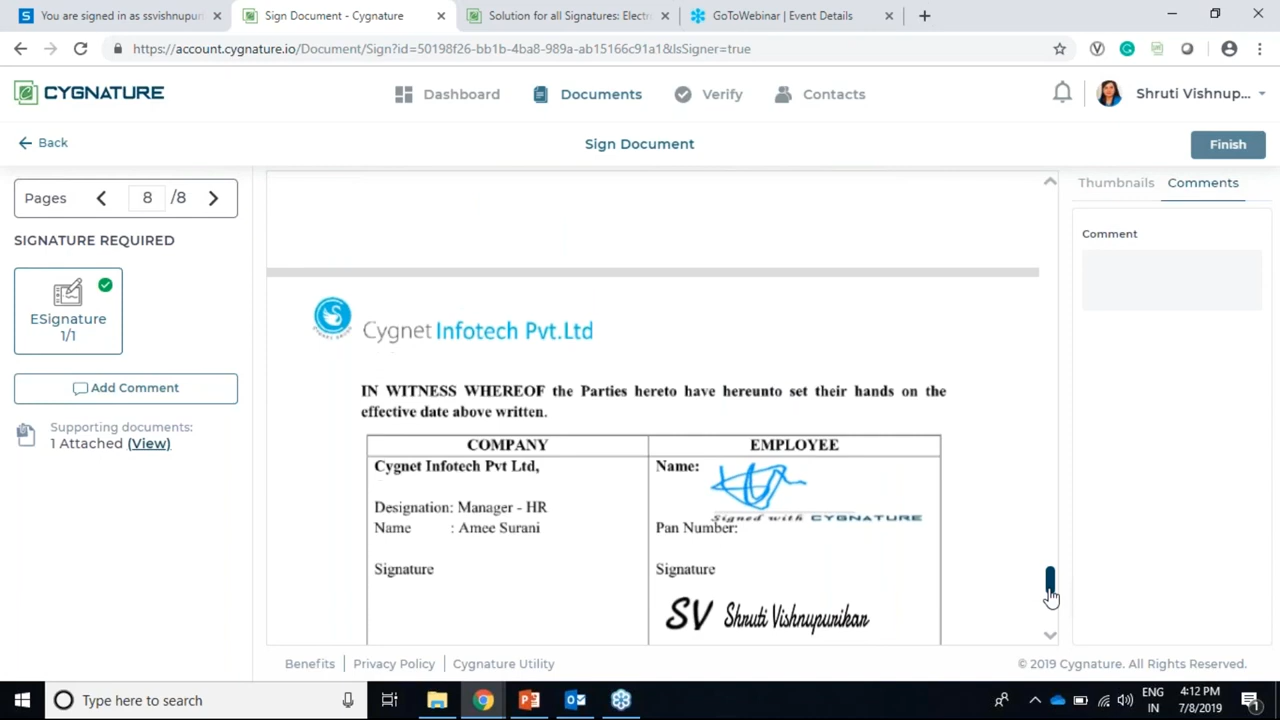 You are signed in as ssvishnupur
Sign Document - Cygnature
Solution for all Signatures: Electr
GoToWebinar | Event Details
https://account.cygnature.io/Document/Sign?id=50198f26-bb1b-4ba8-989a-ab15166c91a1&IsSigner=true
CYGNATURE
Dashboard
Documents
Verify
Contacts
Shruti Vishnup...
Back
Sign Document
Finish
Pages
8
/8
Thumbnails
Comments
SIGNATURE REQUIRED
Comment
ESignature
1/1
Add Comment
Supporting documents:
1 Attached (View)
Cygnet Infotech Pvt.Ltd
IN WITNESS WHEREOF the Parties hereto have hereunto set their hands on the
effective date above written.
COMPANY
EMPLOYEE
Cygnet Infotech Pvt Ltd,
Name:
Signed with CYGNATURE
Designation: Manager - HR
Name : Amee Surani
Pan Number:
Signature
Signature
SV Shruti Vishnupurikar
Benefits
Privacy Policy
Cygnature Utility
© 2019 Cygnature. All Rights Reserved.
Type here to search
ENG
IN
4:12 PM
7/8/2019
1